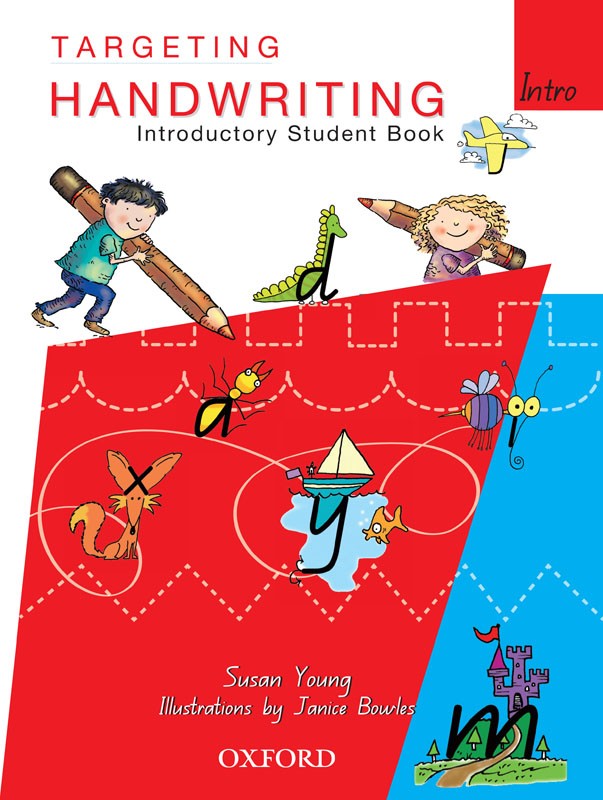 TARGETING
HANDWRITING
Introductory Student Book
Intro
j
d
a
i
x
y
m
Susan Young
Illustrations by Janice Bowles
OXFORD